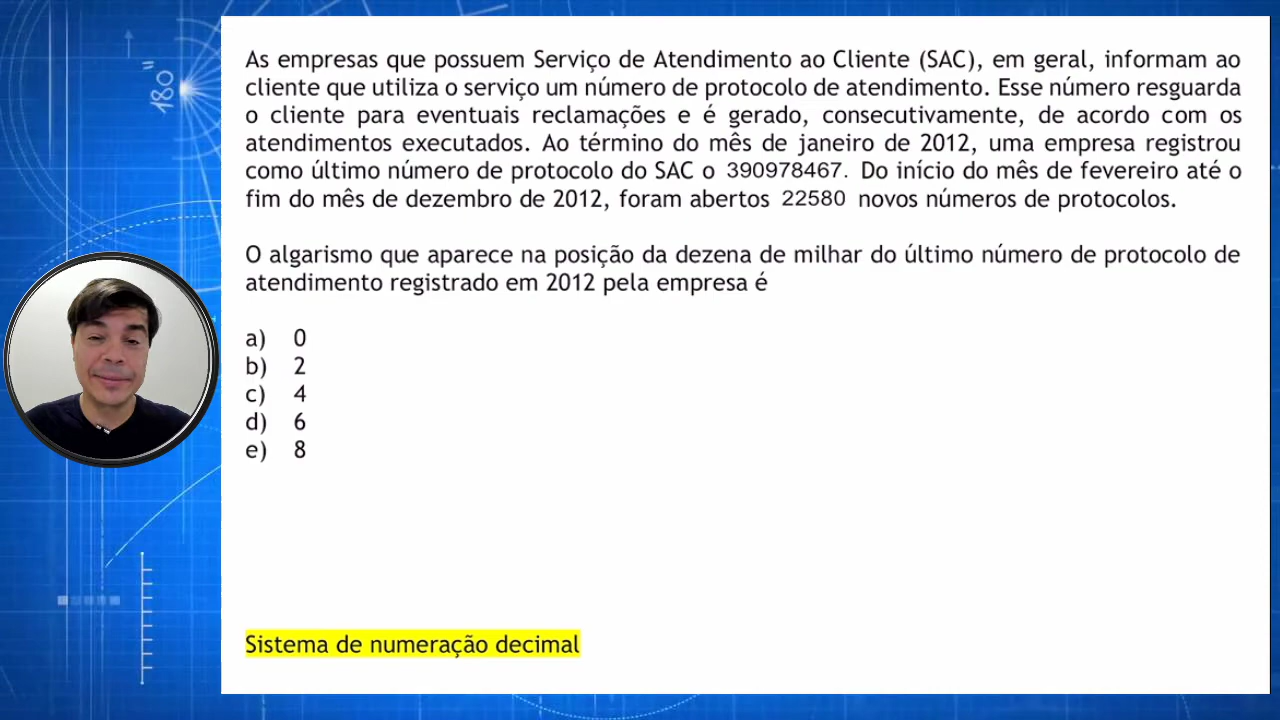 180"
As empresas que possuem Serviço de Atendimento ao Cliente (SAC), em geral, informam ao
cliente que utiliza o serviço um número de protocolo de atendimento. Esse número resguarda
o cliente para eventuais reclamações e é gerado, consecutivamente, de acordo com os
atendimentos executados. Ao término do mês de janeiro de 2012, uma empresa registrou
como último número de protocolo do SAC o 390978467. Do início do mês de fevereiro até o
fim do mês de dezembro de 2012, foram abertos 22580 novos números de protocolos.
O algarismo que aparece na posição da dezena de milhar do último número de protocolo de
atendimento registrado em 2012 pela empresa é
a) 0
b) 2
c) 4
d) 6
e) 8
Sistema de numeração decimal